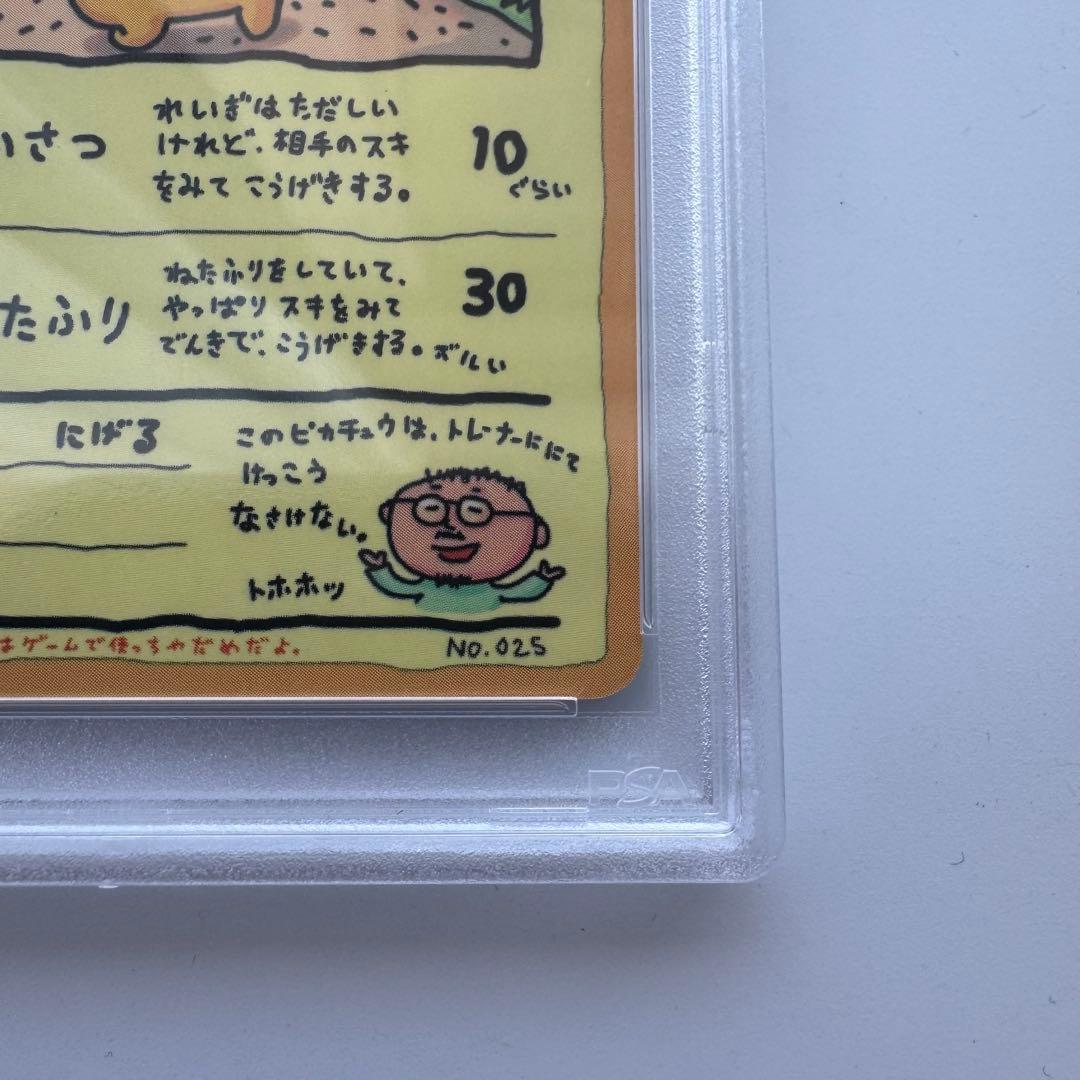 いさつ
れいぎは ただしい
けれど、相手のスキ
をみて こうげきする。
10
ぐらい
たふり
ねたふりをしていて、
やっぱり スキをみて
でんきで、こうげきする。
30
ズルい
にげる
このピカチュウは、トレーナーににて
けっこう
なさけない。
トホホッ
はゲームで使っちゃだめだよ。
NO.025
PSA